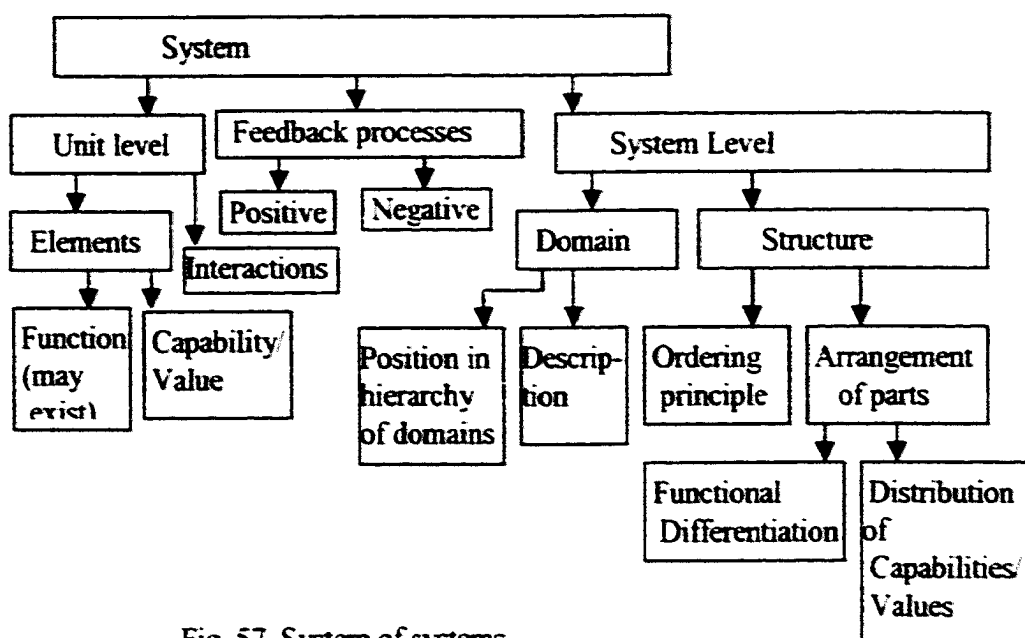 System
Unit level
Feedback processes
System Level
Positive
Negative
Elements
Interactions
Domain
Structure
Function
(may
exist)
Capability/
Value
Position in
hierarchy
of domains
Descrip-
tion
Ordering
principle
Arrangement
of parts
Functional
Differentiation
Distribution
of
Capabilities/
Values
Fig. 57 System of systems